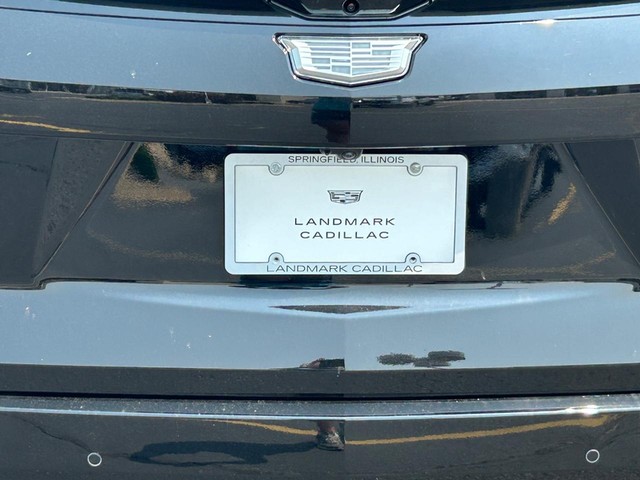 SPRINGFIELD, ILLINOIS
LANDMARK
CADILLAC
LANDMARK CADILLAC